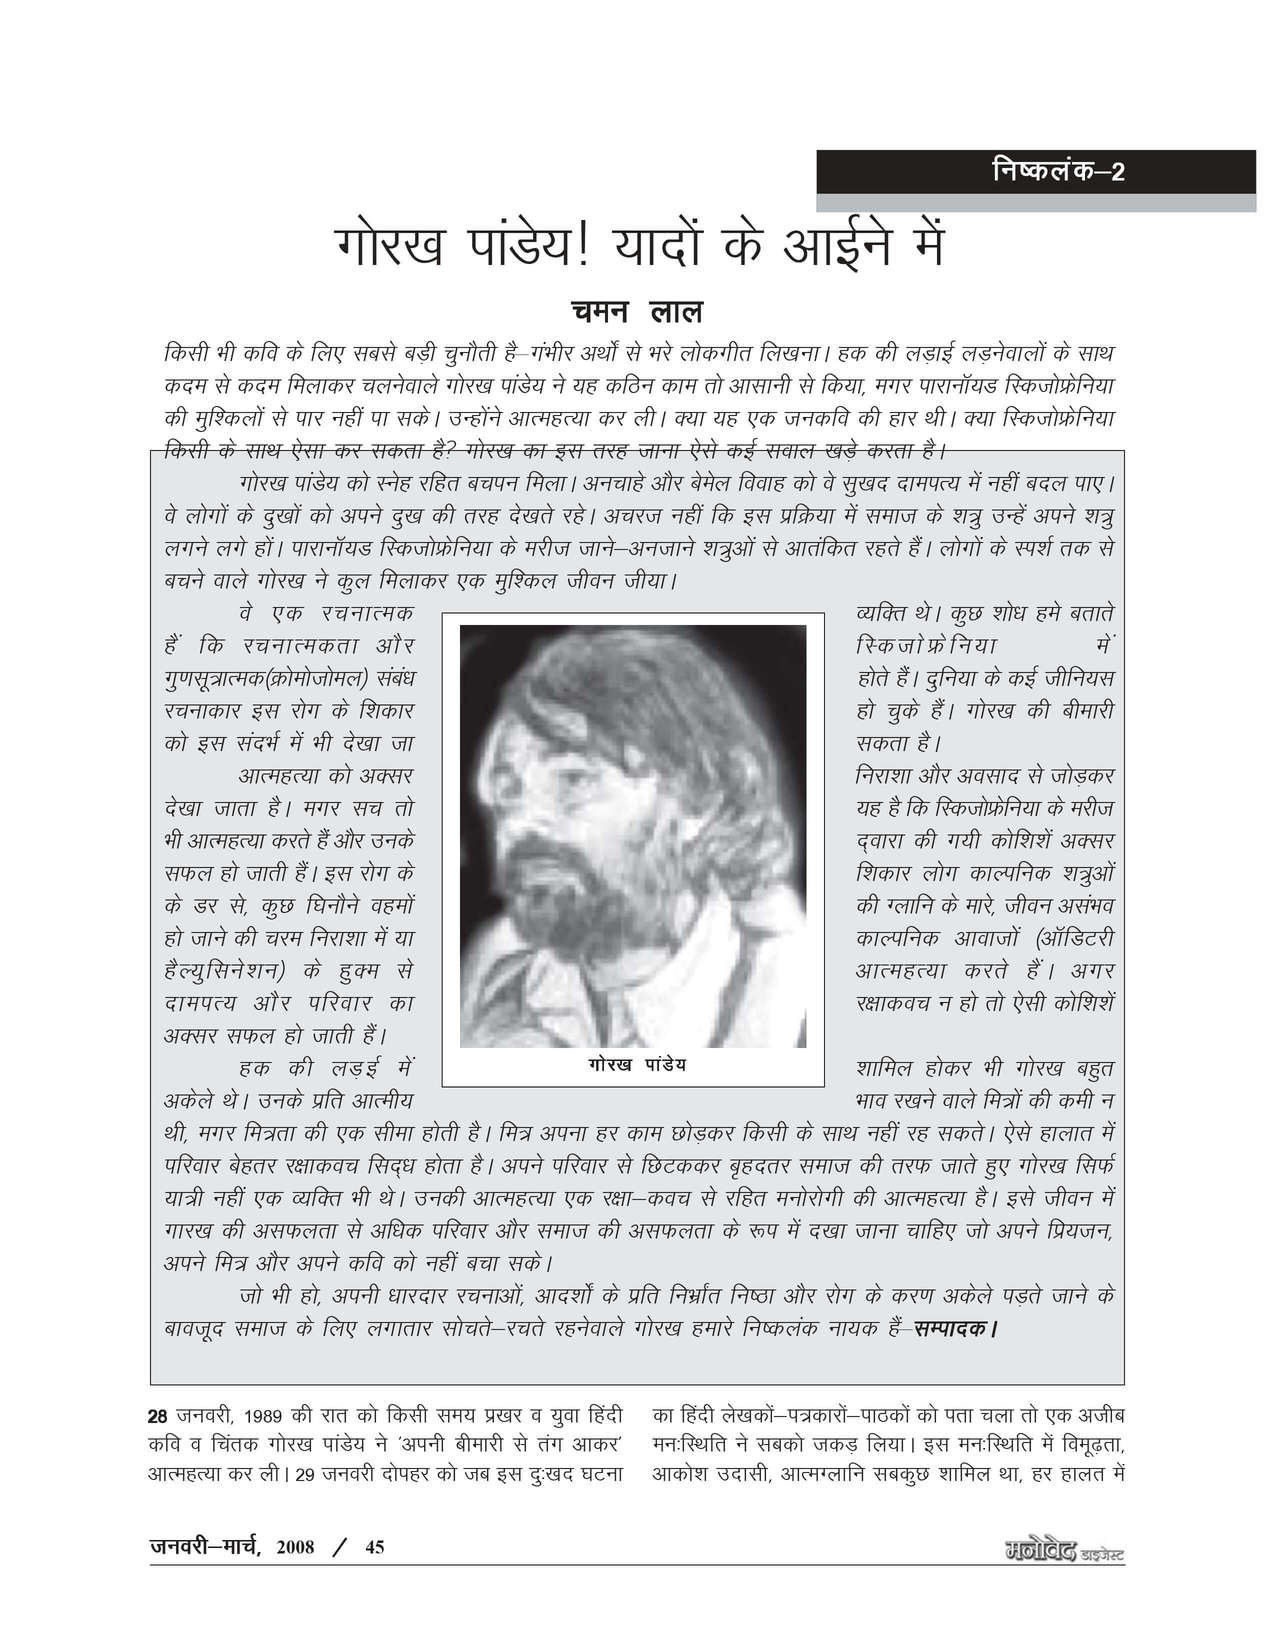 निष्कलंक–2
गोरख पांडेय! यादों के आईने में
चमन लाल
किसी भी कवि के लिए सबसे बड़ी चुनौती है–गंभीर अर्थों से भरे लोकगीत लिखना। हक की लड़ाई लड़नेवालों के साथ
कदम से कदम मिलाकर चलनेवाले गोरख पांडेय ने यह कठिन काम तो आसानी से किया, मगर पारानॉयड स्किजोफ्रेनिया
की मुश्किलों से पार नहीं पा सके। उन्होंने आत्महत्या कर ली। क्या यह एक जनकवि की हार थी। क्या स्किजोफ्रेनिया
किसी के साथ ऐसा कर सकता है? गोरख का इस तरह जाना ऐसे कई सवाल खड़े करता है।
गोरख पांडेय को स्नेह रहित बचपन मिला। अनचाहे और बेमेल विवाह को वे सुखद दामपत्य में नहीं बदल पाए।
वे लोगों के दुखों को अपने दुख की तरह देखते रहे। अचरज नहीं कि इस प्रक्रिया में समाज के शत्रु उन्हें अपने शत्रु
लगने लगे हों। पारानॉयड स्किजोफ्रेनिया के मरीज जाने–अनजाने शत्रुओं से आतंकित रहते हैं। लोगों के स्पर्श तक से
बचने वाले गोरख ने कुल मिलाकर एक मुश्किल जीवन जीया।
वे एक रचनात्मक व्यक्ति थे। कुछ शोध हमे बताते
हैं कि रचनात्मकता और स्किजोफ्रेनिया में
गुणसूत्रात्मक(क्रोमोजोमल) संबंध होते हैं। दुनिया के कई जीनियस
रचनाकार इस रोग के शिकार हो चुके हैं। गोरख की बीमारी
को इस संदर्भ में भी देखा जा सकता है।
आत्महत्या को अक्सर निराशा और अवसाद से जोड़कर
देखा जाता है। मगर सच तो यह है कि स्किजोफ्रेनिया के मरीज
भी आत्महत्या करते हैं और उनके द्वारा की गयी कोशिशें अक्सर
सफल हो जाती हैं। इस रोग के शिकार लोग काल्पनिक शत्रुओं
के डर से, कुछ घिनौने वहमों की ग्लानि के मारे, जीवन असंभव
हो जाने की चरम निराशा में या काल्पनिक आवाजों (ऑडिटरी
हैल्युसिनेशन) के हुक्म से आत्महत्या करते हैं। अगर
दामपत्य और परिवार का रक्षाकवच न हो तो ऐसी कोशिशें
अक्सर सफल हो जाती हैं।
गोरख पांडेय
हक की लड़ई में शामिल होकर भी गोरख बहुत
अकेले थे। उनके प्रति आत्मीय भाव रखने वाले मित्रों की कमी न
थी, मगर मित्रता की एक सीमा होती है। मित्र अपना हर काम छोड़कर किसी के साथ नहीं रह सकते। ऐसे हालात में
परिवार बेहतर रक्षाकवच सिद्ध होता है। अपने परिवार से छिटककर बृहदतर समाज की तरफ जाते हुए गोरख सिर्फ
यात्री नहीं एक व्यक्ति भी थे। उनकी आत्महत्या एक रक्षा–कवच से रहित मनोरोगी की आत्महत्या है। इसे जीवन में
गारख की असफलता से अधिक परिवार और समाज की असफलता के रूप में दखा जाना चाहिए जो अपने प्रियजन,
अपने मित्र और अपने कवि को नहीं बचा सके।
जो भी हो, अपनी धारदार रचनाओं, आदर्शों के प्रति निर्भ्रांत निष्ठा और रोग के करण अकेले पड़ते जाने के
बावजूद समाज के लिए लगातार सोचते–रचते रहनेवाले गोरख हमारे निष्कलंक नायक हैं–सम्पादक।
28 जनवरी, 1989 की रात को किसी समय प्रखर व युवा हिंदी
कवि व चिंतक गोरख पांडेय ने 'अपनी बीमारी से तंग आकर'
आत्महत्या कर ली। 29 जनवरी दोपहर को जब इस दुःखद घटना
का हिंदी लेखकों–पत्रकारों–पाठकों को पता चला तो एक अजीब
मनःस्थिति ने सबको जकड़ लिया। इस मनःस्थिति में विमूढ़ता,
आकोश उदासी, आत्मग्लानि सबकुछ शामिल था, हर हालत में
जनवरी–मार्च, 2008 / 45
मनोवेद डाइजेस्ट